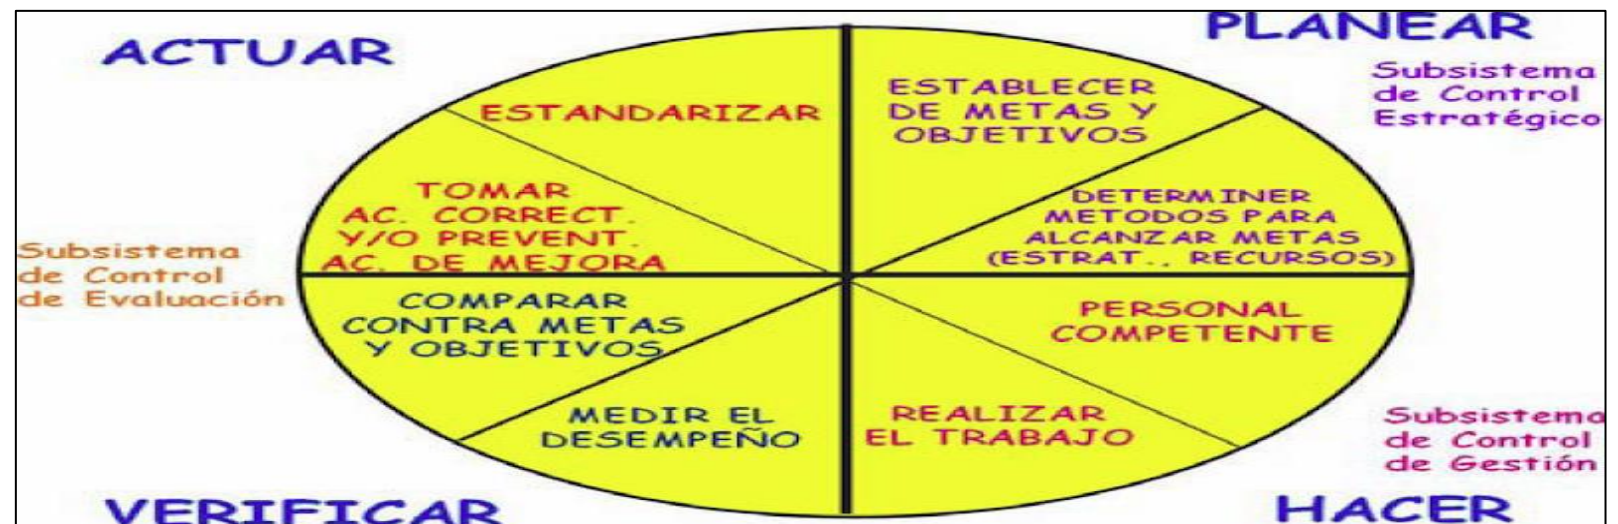 ACTUAR
PLANEAR
Subsistema
de Control
Estratégico
ESTANDARIZAR
ESTABLECER
DE METAS Y
OBJETIVOS
TOMAR
AC. CORRECT.
Y/O PREVENT.
AC. DE MEJORA
DETERMINER
METODOS PARA
ALCANZAR METAS
(ESTRAT., RECURSOS)
Subsistema
de Control
de Evaluación
COMPARAR
CONTRA METAS
Y OBJETIVOS
PERSONAL
COMPETENTE
MEDIR EL
DESEMPEÑO
REALIZAR
EL TRABAJO
Subsistema
de Control
de Gestión
VERIFICAR
HACER